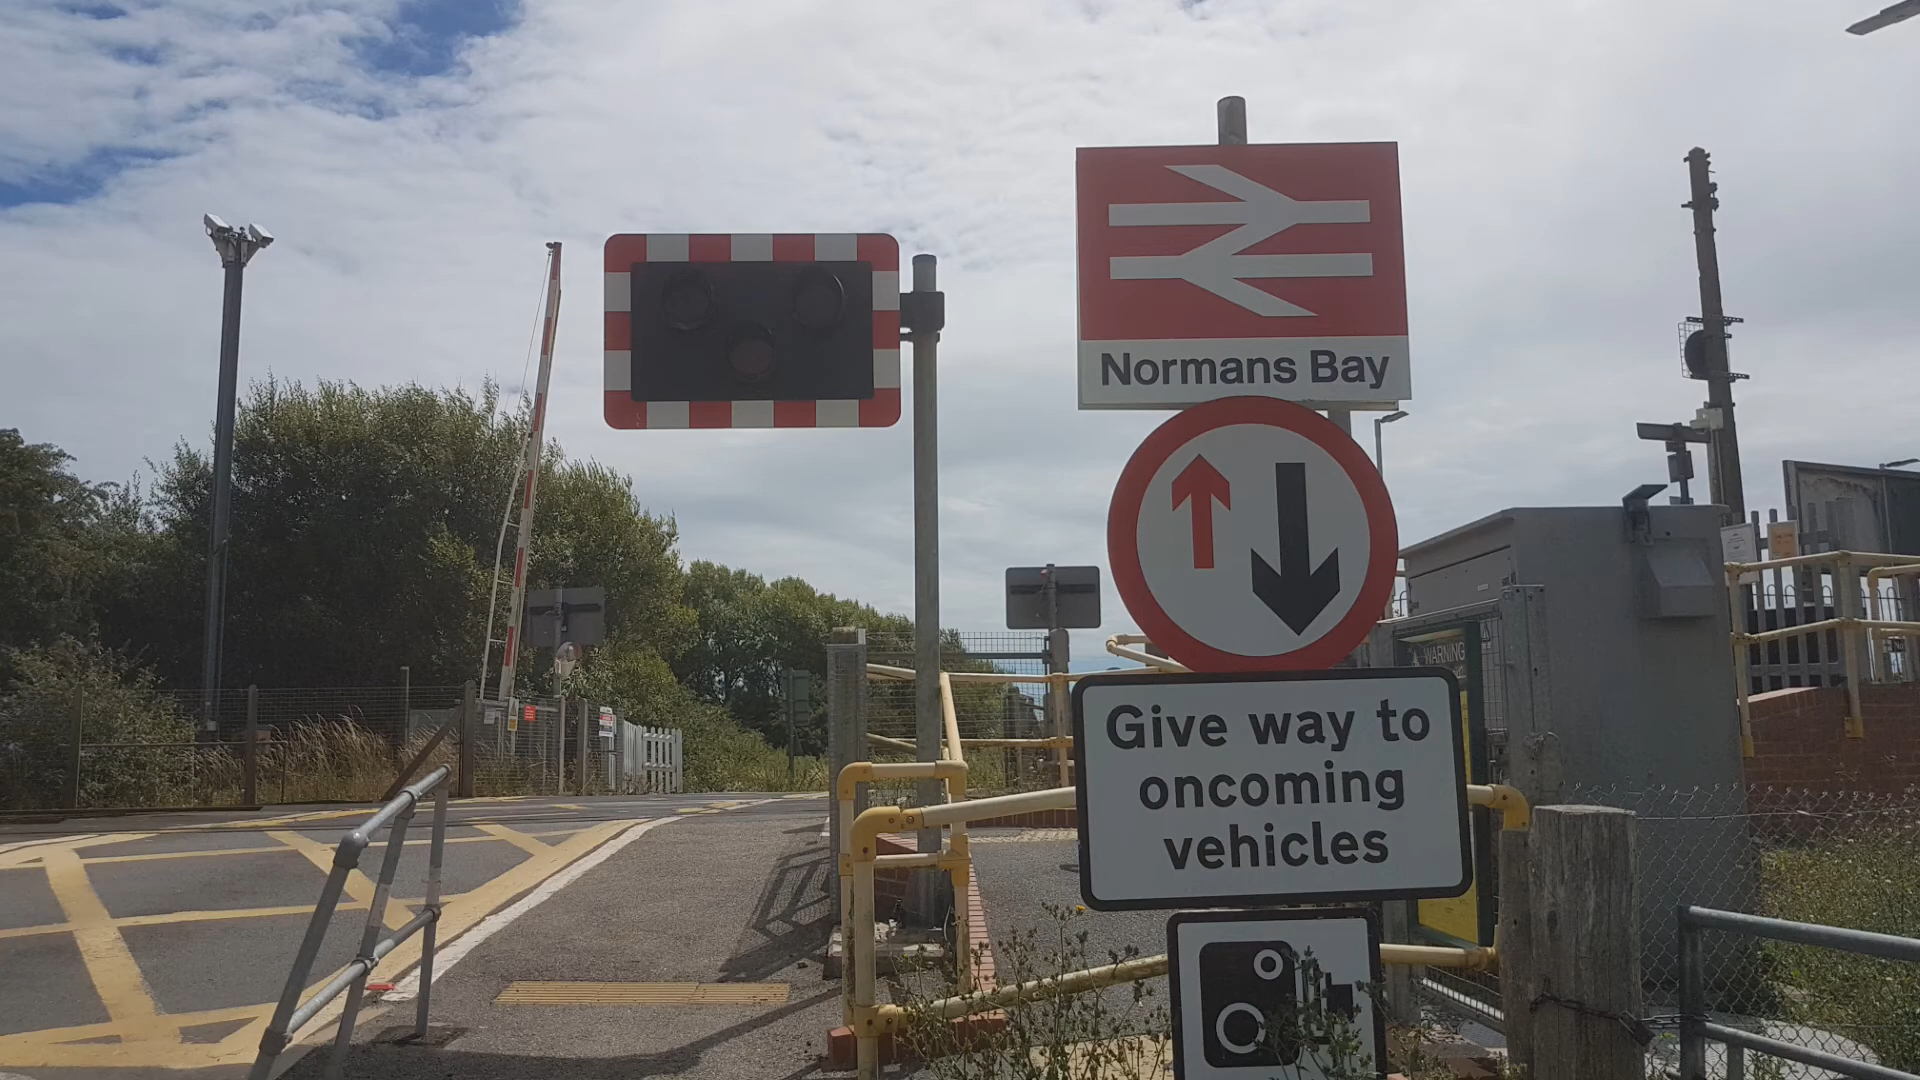 Normans Bay
Give way to
oncoming
vehicles
WARNING